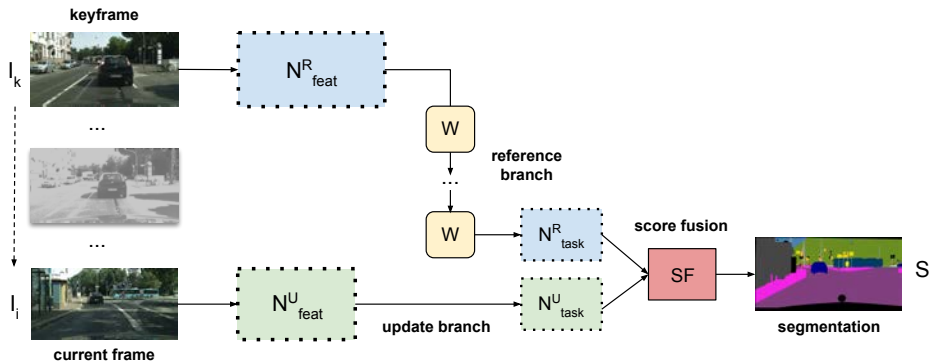 keyframe
I_k
N^R_feat
...
W
reference
branch
...
W
N^R_task
score fusion
...
I_i
N^U_feat
update branch
N^U_task
SF
S
current frame
segmentation